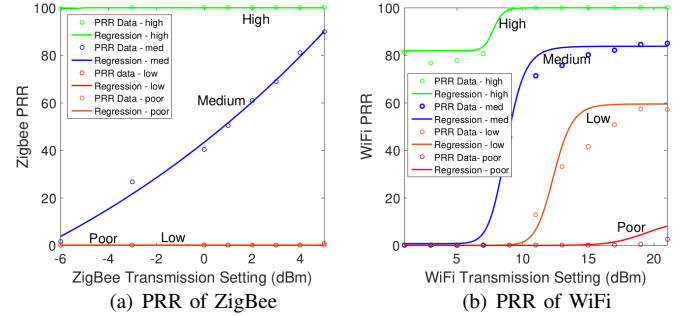 100
80
60
40
20
0
Zigbee PRR
High
PRR Data - high
Regression - high
PRR Data - med
Regression - med
PRR data - low
Regression - low
PRR Data - poor
Regression - poor
Medium
Poor
Low
-6
-4
-2
0
2
4
ZigBee Transmission Setting (dBm)
(a) PRR of ZigBee
100
80
60
40
20
0
WiFi PRR
High
PRR Data - high
Regression - high
PRR Data - med
Regression - med
PRR Data - low
Regression - low
PRR Data-poor
Regression - poor
Medium
Low
Poor
5
10
15
20
WiFi Transmission Setting (dBm)
(b) PRR of WiFi